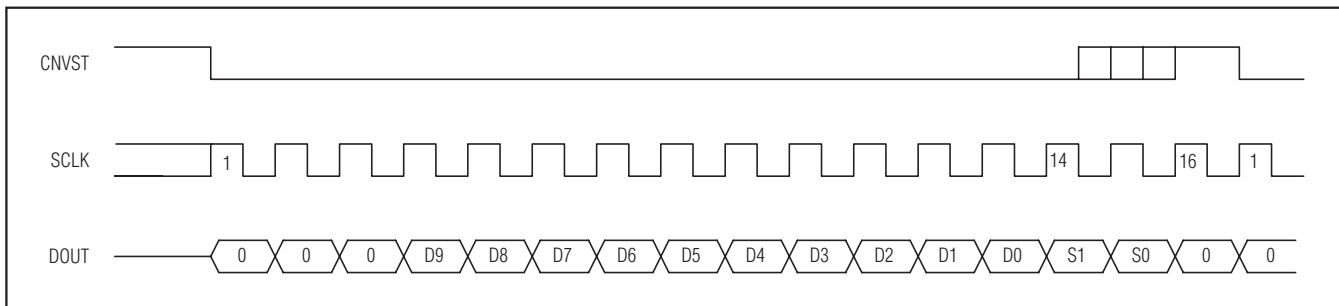 CNVST
SCLK 1 14 16 1
DOUT 0 0 0 D9 D8 D7 D6 D5 D4 D3 D2 D1 D0 S1 S0 0 0